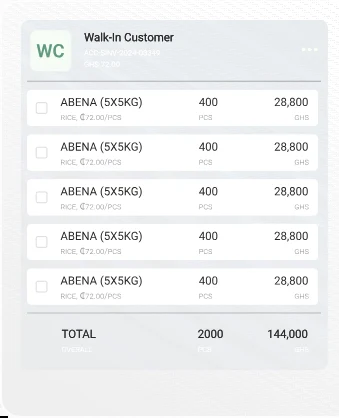 WC
Walk-In Customer
GHS 72.00
ABENA (5X5KG) 400 28,800
RICE, ₵72.00/PCS PCS GHS
ABENA (5X5KG) 400 28,800
RICE, ₵72.00/PCS PCS GHS
ABENA (5X5KG) 400 28,800
RICE, ₵72.00/PCS PCS GHS
ABENA (5X5KG) 400 28,800
RICE, ₵72.00/PCS PCS GHS
ABENA (5X5KG) 400 28,800
RICE, ₵72.00/PCS PCS GHS
TOTAL 2000 144,000
OVERALL PCS GHS